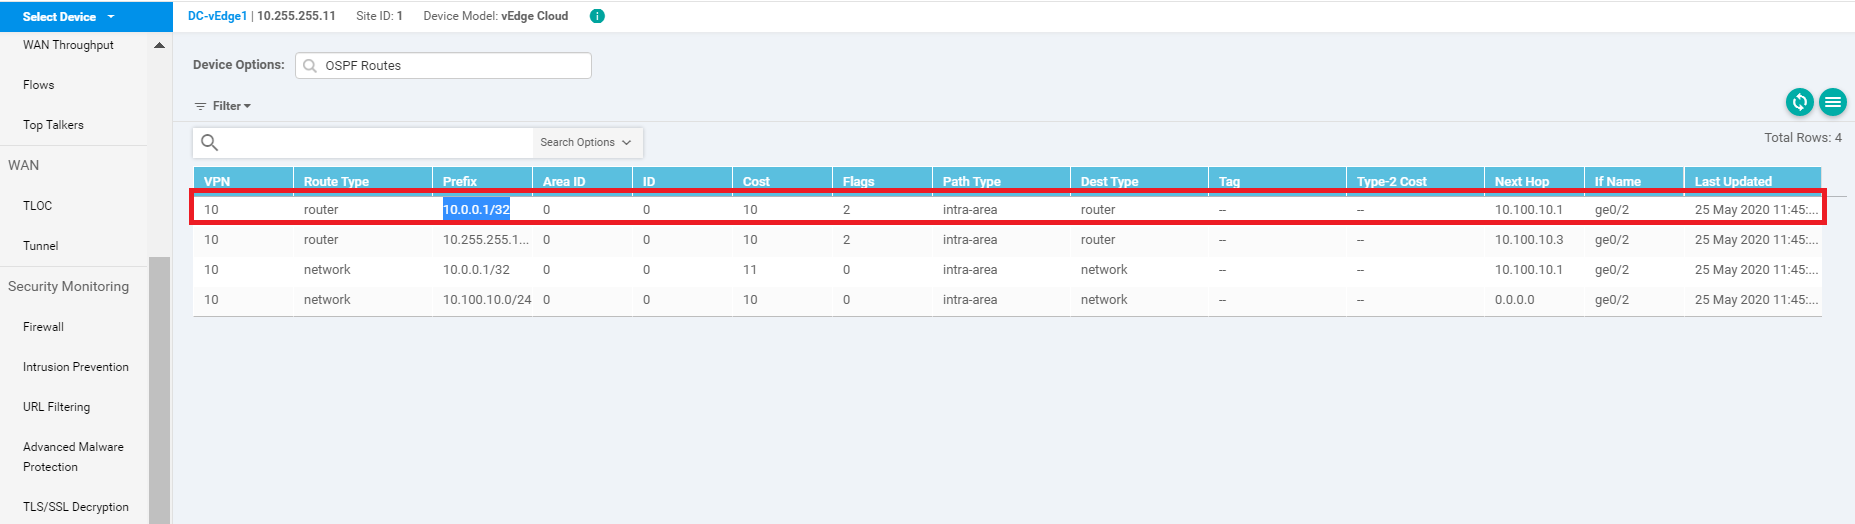 Select Device
DC-vEdge1 | 10.255.255.11 Site ID: 1 Device Model: vEdge Cloud i
WAN Throughput
Flows
Top Talkers
WAN
TLOC
Tunnel
Security Monitoring
Firewall
Intrusion Prevention
URL Filtering
Advanced Malware
Protection
TLS/SSL Decryption
Device Options: OSPF Routes
Filter
Search Options
Total Rows: 4
VPN Route Type Prefix Area ID ID Cost Flags Path Type Dest Type Tag Type-2 Cost Next Hop If Name Last Updated
10 router 10.0.0.1/32 0 0 10 2 intra-area router -- -- 10.100.10.1 ge0/2 25 May 2020 11:45:...
10 router 10.255.255.1... 0 0 10 2 intra-area router -- -- 10.100.10.3 ge0/2 25 May 2020 11:45:...
10 network 10.0.0.1/32 0 0 11 0 intra-area network -- -- 10.100.10.1 ge0/2 25 May 2020 11:45:...
10 network 10.100.10.0/24 0 0 10 0 intra-area network -- -- 0.0.0.0 ge0/2 25 May 2020 11:45:...